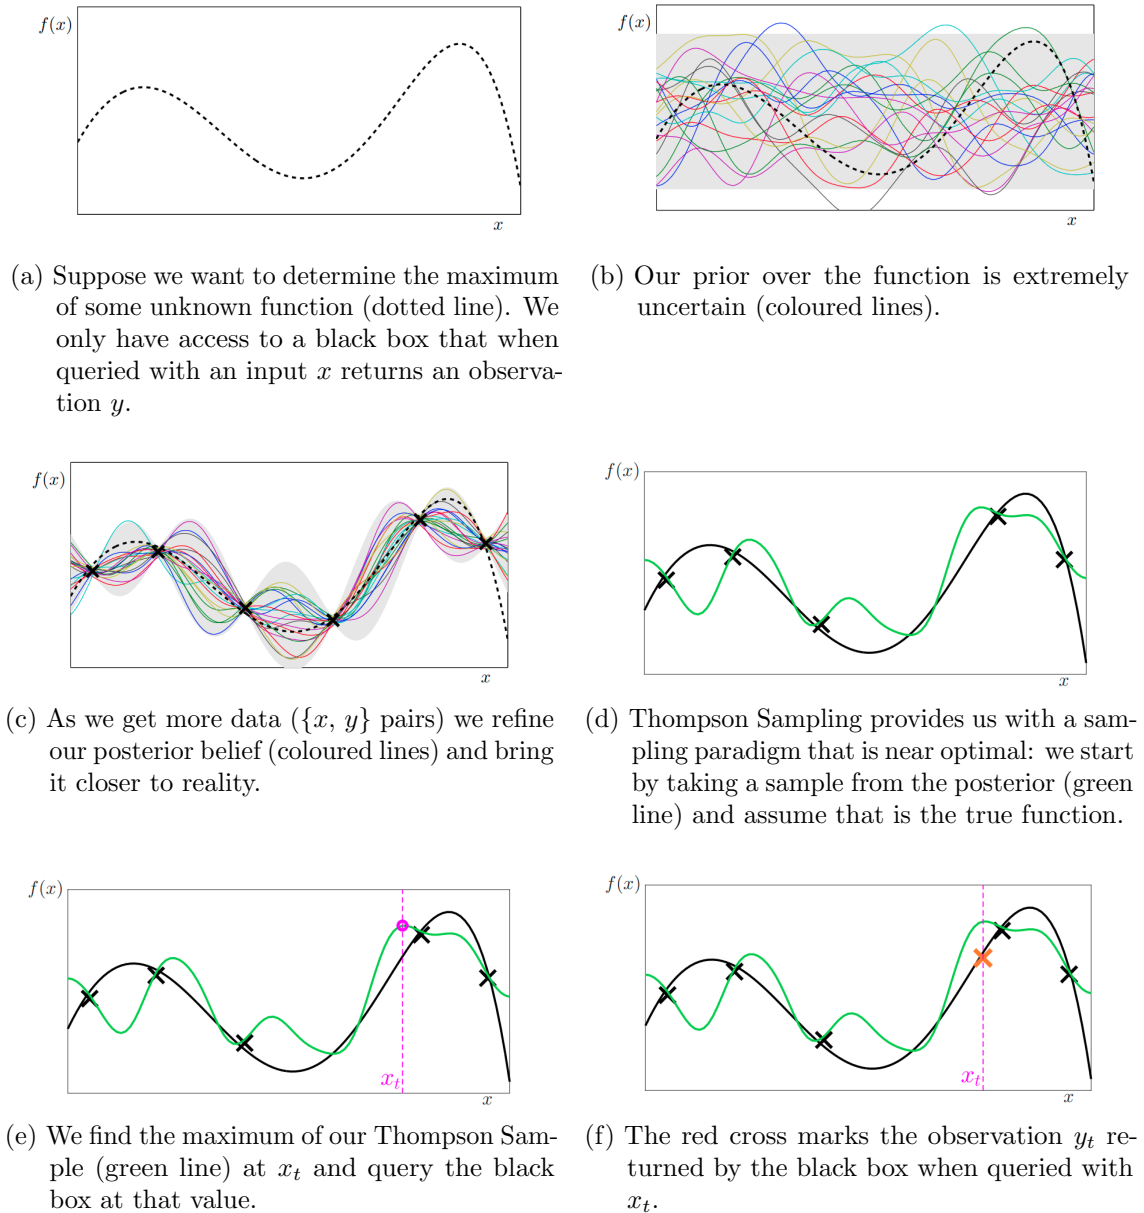 f(x)
x
(a) Suppose we want to determine the maximum
of some unknown function (dotted line). We
only have access to a black box that when
queried with an input x returns an observa-
tion y.
f(x)
x
(b) Our prior over the function is extremely
uncertain (coloured lines).
f(x)
x
(c) As we get more data ({x, y} pairs) we refine
our posterior belief (coloured lines) and bring
it closer to reality.
f(x)
x
(d) Thompson Sampling provides us with a sam-
pling paradigm that is near optimal: we start
by taking a sample from the posterior (green
line) and assume that is the true function.
f(x)
x_t
x
(e) We find the maximum of our Thompson Sam-
ple (green line) at x_t and query the black
box at that value.
f(x)
x_t
x
(f) The red cross marks the observation y_t re-
turned by the black box when queried with
x_t.